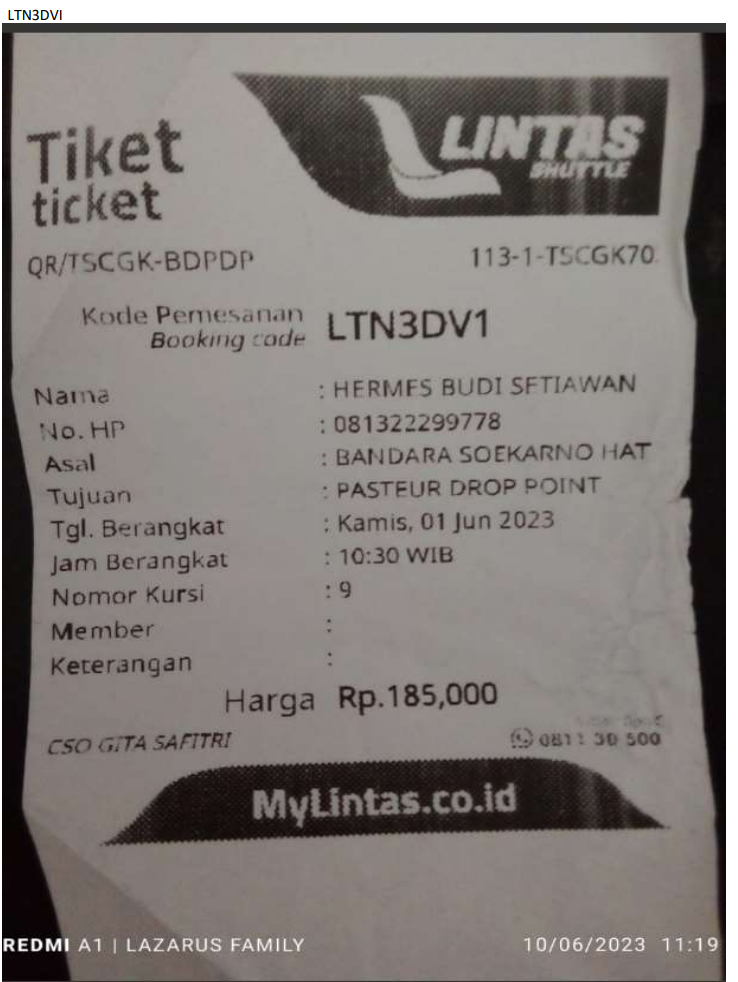 LTN3DVI
Tiket
ticket
LINTAS
SHUTTLE
QR/TSCGK-BDPDP 113-1-TSCGK70
Kode Pemesanan
Booking code LTN3DV1
Nama : HERMES BUDI SETIAWAN
No. HP : 081322299778
Asal : BANDARA SOEKARNO HAT
Tujuan : PASTEUR DROP POINT
Tgl. Berangkat : Kamis, 01 Jun 2023
Jam Berangkat : 10:30 WIB
Nomor Kursi : 9
Member :
Keterangan :
Harga Rp.185,000
CSO GITA SAFITRI 0811 30 500
MyLintas.co.id
REDMI A1 | LAZARUS FAMILY 10/06/2023 11:19